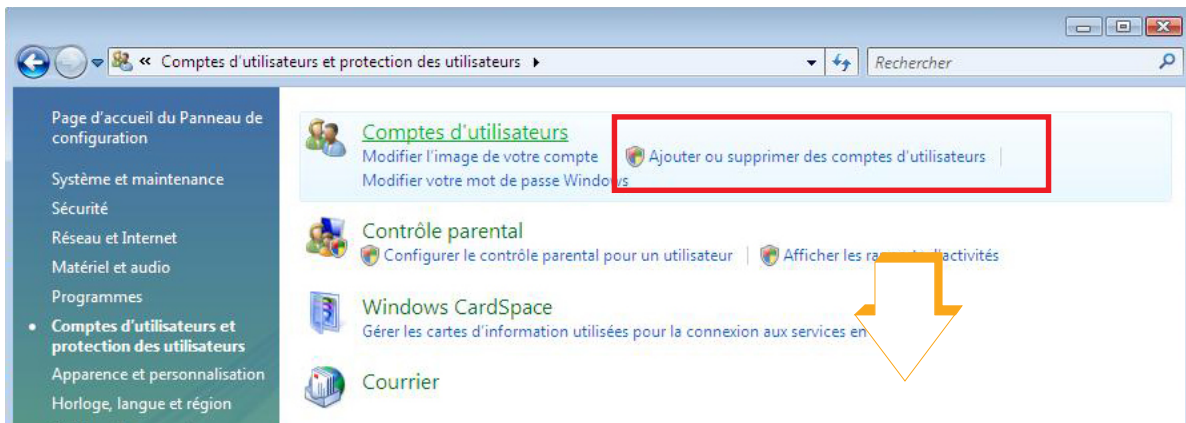 « Comptes d'utilisateurs et protection des utilisateurs
Rechercher
Page d'accueil du Panneau de
configuration
Système et maintenance
Sécurité
Réseau et Internet
Matériel et audio
Programmes
Comptes d'utilisateurs et
protection des utilisateurs
Apparence et personnalisation
Horloge, langue et région
Comptes d'utilisateurs
Modifier l'image de votre compte Ajouter ou supprimer des comptes d'utilisateurs
Modifier votre mot de passe Windows
Contrôle parental
Configurer le contrôle parental pour un utilisateur Afficher les d'activités
Windows CardSpace
Gérer les cartes d'information utilisées pour la connexion aux services en
Courrier